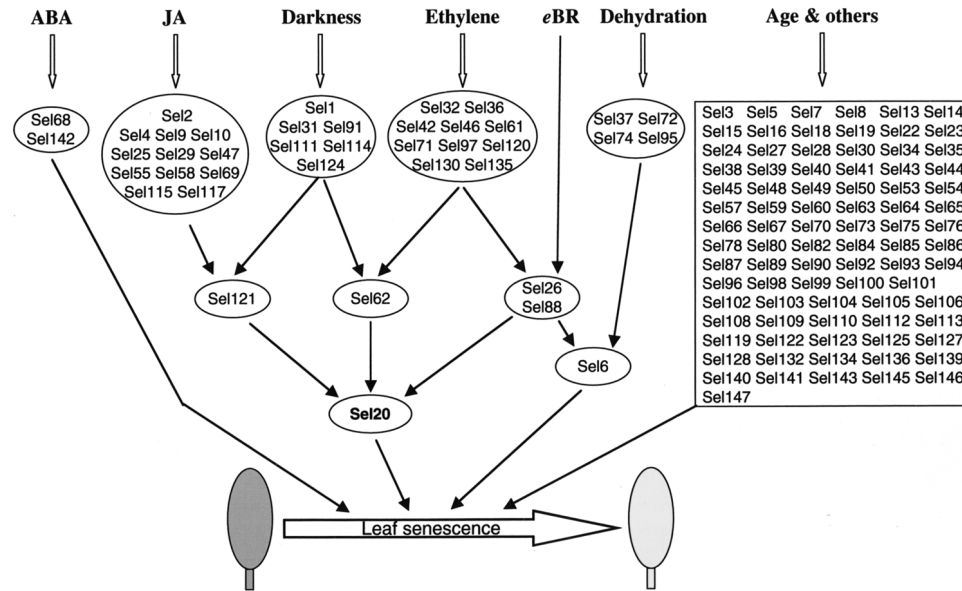 ABA JA Darkness Ethylene eBR Dehydration Age & others
Sel68
Sel142
Sel2
Sel4 Sel9 Sel10
Sel25 Sel29 Sel47
Sel55 Sel58 Sel69
Sel115 Sel117
Sel1
Sel31 Sel91
Sel111 Sel114
Sel124
Sel32 Sel36
Sel42 Sel46 Sel61
Sel71 Sel97 Sel120
Sel130 Sel135
Sel37 Sel72
Sel74 Sel95
Sel3 Sel5 Sel7 Sel8 Sel13 Sel14
Sel15 Sel16 Sel18 Sel19 Sel22 Sel23
Sel24 Sel27 Sel28 Sel30 Sel34 Sel35
Sel38 Sel39 Sel40 Sel41 Sel43 Sel44
Sel45 Sel48 Sel49 Sel50 Sel53 Sel54
Sel57 Sel59 Sel60 Sel63 Sel64 Sel65
Sel66 Sel67 Sel70 Sel73 Sel75 Sel76
Sel78 Sel80 Sel82 Sel84 Sel85 Sel86
Sel87 Sel89 Sel90 Sel92 Sel93 Sel94
Sel96 Sel98 Sel99 Sel100 Sel101
Sel102 Sel103 Sel104 Sel105 Sel106
Sel108 Sel109 Sel110 Sel112 Sel113
Sel119 Sel122 Sel123 Sel125 Sel127
Sel128 Sel132 Sel134 Sel136 Sel139
Sel140 Sel141 Sel143 Sel145 Sel146
Sel147
Sel121
Sel62
Sel26
Sel88
Sel6
Sel20
Leaf senescence